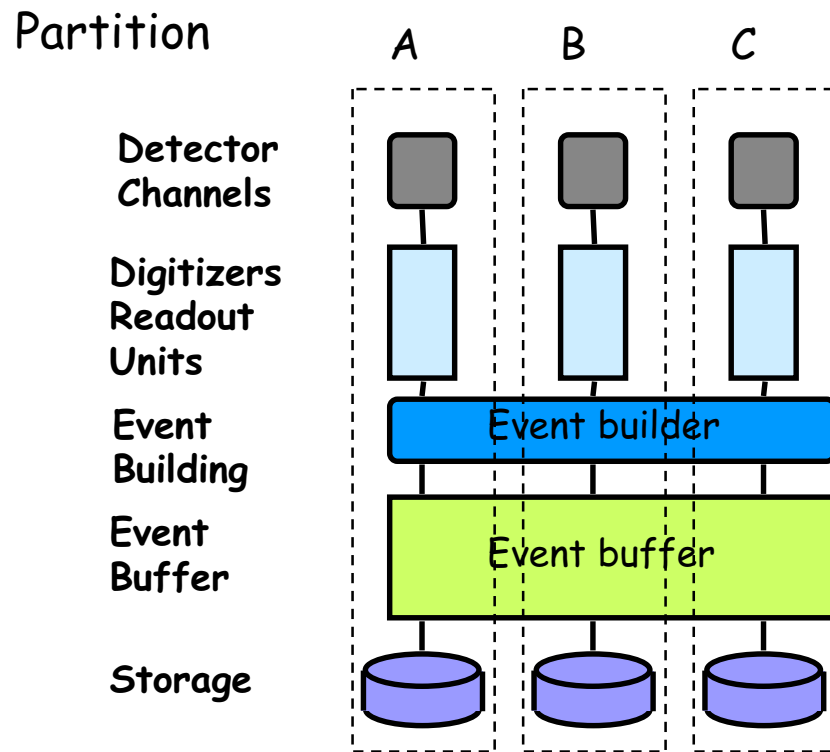 Partition
A B C
Detector
Channels
Digitizers
Readout
Units
Event
Building
Event builder
Event
Buffer
Event buffer
Storage